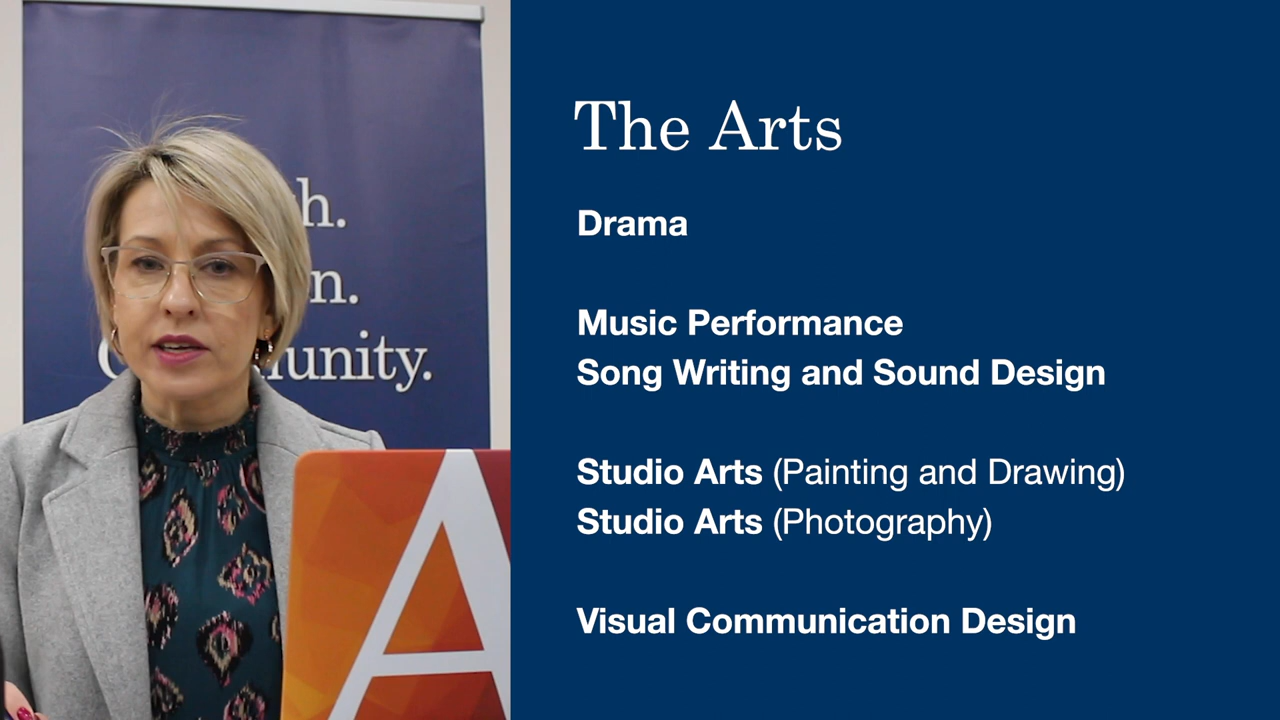 h.
n.
unity.
A
The Arts
Drama
Music Performance
Song Writing and Sound Design
Studio Arts (Painting and Drawing)
Studio Arts (Photography)
Visual Communication Design